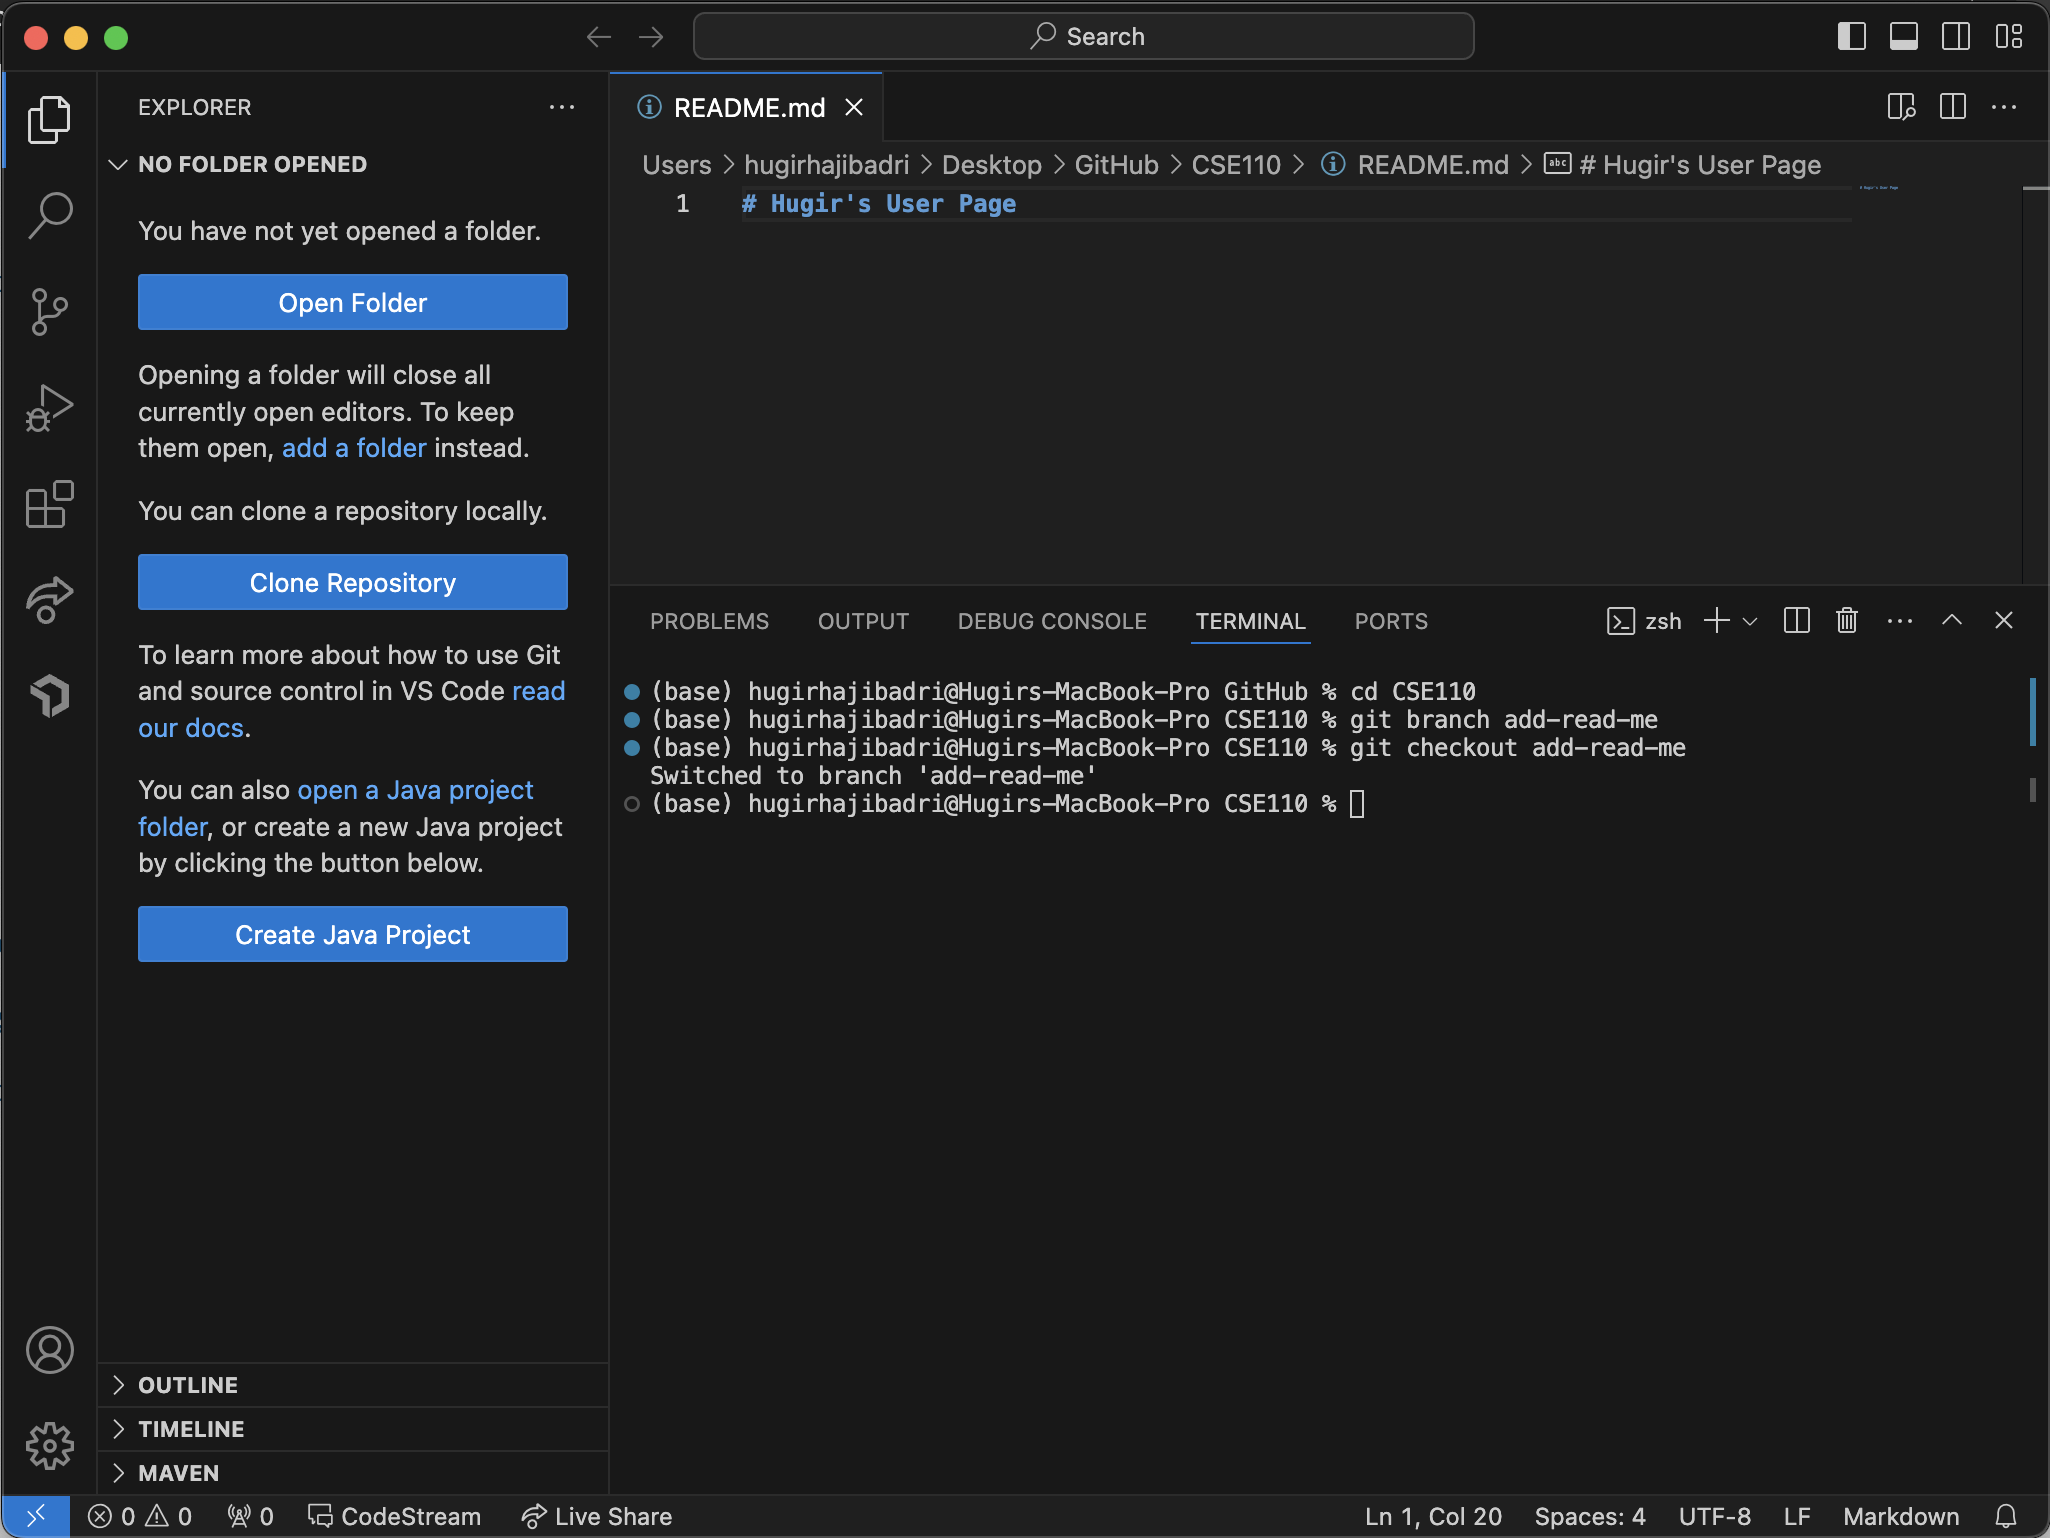 Search
EXPLORER
NO FOLDER OPENED
You have not yet opened a folder.
Open Folder
Opening a folder will close all
currently open editors. To keep
them open, add a folder instead.
You can clone a repository locally.
Clone Repository
To learn more about how to use Git
and source control in VS Code read
our docs.
You can also open a Java project
folder, or create a new Java project
by clicking the button below.
Create Java Project
OUTLINE
TIMELINE
MAVEN
README.md
Users > hugirhajibadri > Desktop > GitHub > CSE110 > README.md > # Hugir's User Page
1 # Hugir's User Page
PROBLEMS OUTPUT DEBUG CONSOLE TERMINAL PORTS zsh
(base) hugirhajibadri@Hugirs-MacBook-Pro GitHub % cd CSE110
(base) hugirhajibadri@Hugirs-MacBook-Pro CSE110 % git branch add-read-me
(base) hugirhajibadri@Hugirs-MacBook-Pro CSE110 % git checkout add-read-me
Switched to branch 'add-read-me'
(base) hugirhajibadri@Hugirs-MacBook-Pro CSE110 %
0 0 0 CodeStream Live Share Ln 1, Col 20 Spaces: 4 UTF-8 LF Markdown